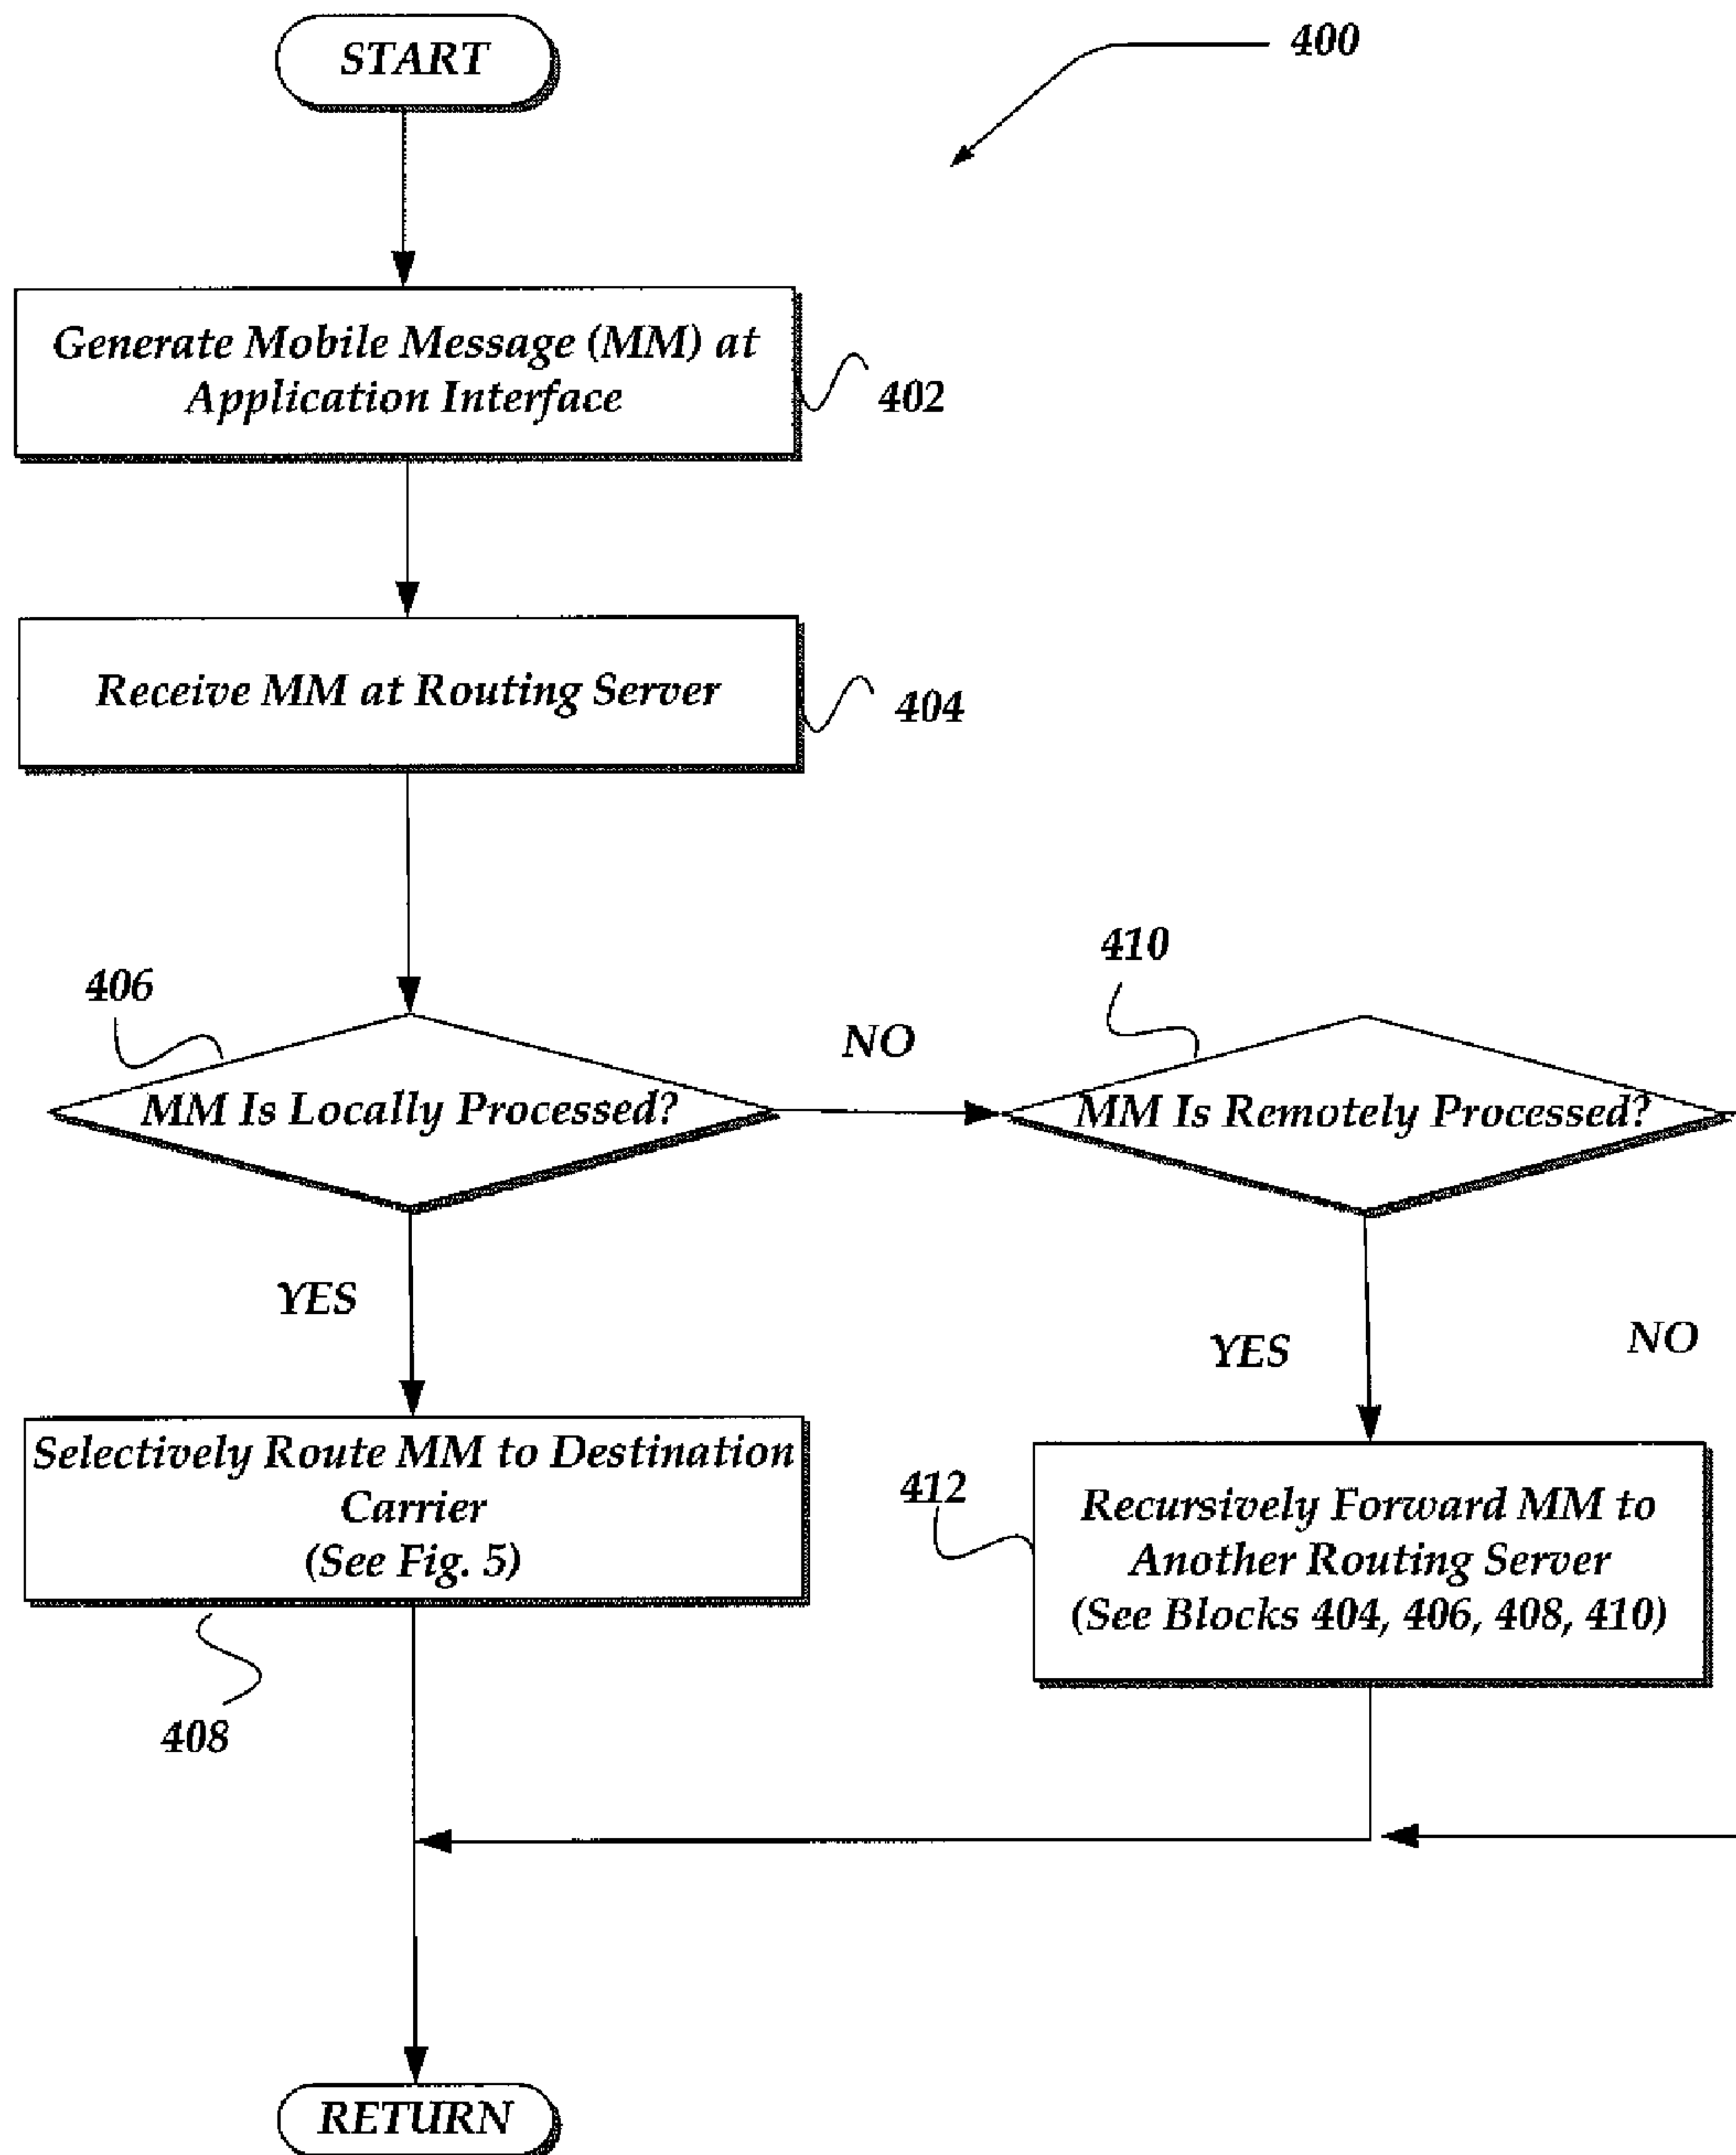 START
400
Generate Mobile Message (MM) at
Application Interface
402
Receive MM at Routing Server
404
406
MM Is Locally Processed?
NO
410
MM Is Remotely Processed?
YES
YES
NO
Selectively Route MM to Destination
Carrier
(See Fig. 5)
408
412
Recursively Forward MM to
Another Routing Server
(See Blocks 404, 406, 408, 410)
RETURN